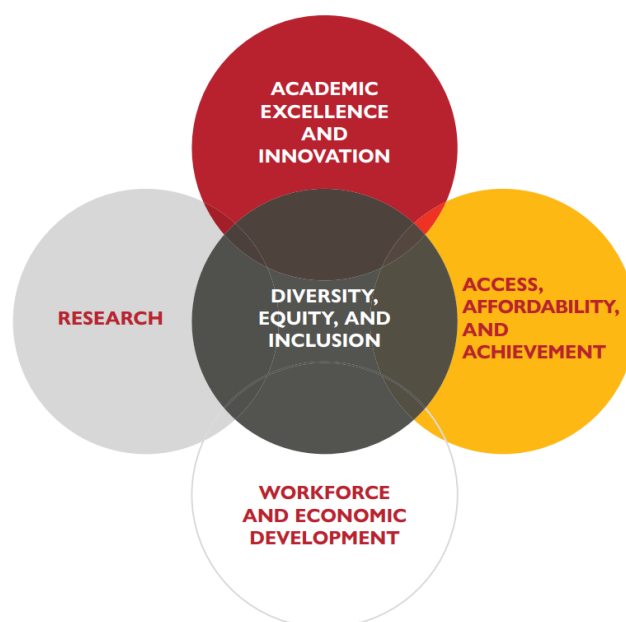 ACADEMIC
EXCELLENCE
AND
INNOVATION
RESEARCH
DIVERSITY,
EQUITY, AND
INCLUSION
ACCESS,
AFFORDABILITY,
AND
ACHIEVEMENT
WORKFORCE
AND ECONOMIC
DEVELOPMENT